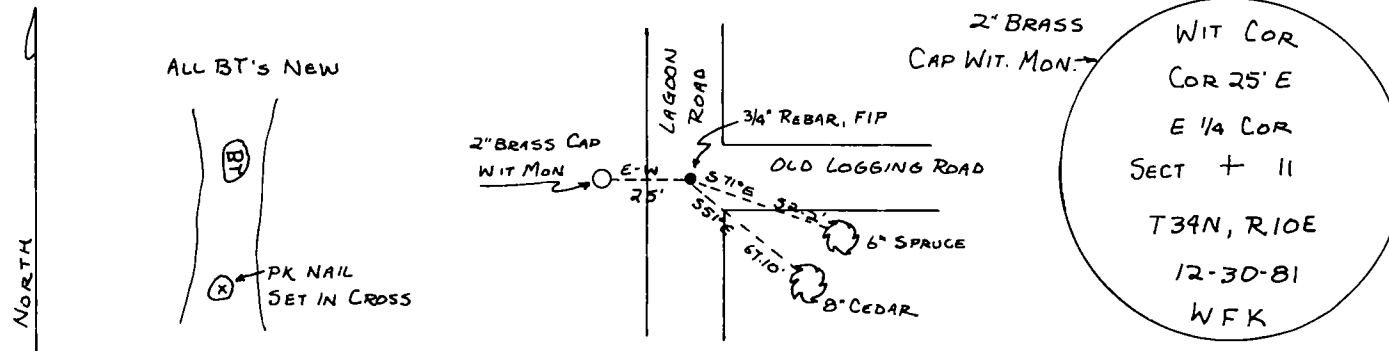 NORTH
ALL BT'S NEW
BT
X
PK NAIL
SET IN CROSS
2" BRASS CAP
WIT MON
E-W
25'
LAGOON
ROAD
3/4" REBAR, FIP
OLD LOGGING ROAD
S71°E
52.2'
S51°E
67.10'
6" SPRUCE
8" CEDAR
2" BRASS
CAP WIT. MON.
WIT COR
COR 25' E
E 1/4 COR
SECT + 11
T34N, R10E
12-30-81
WFK